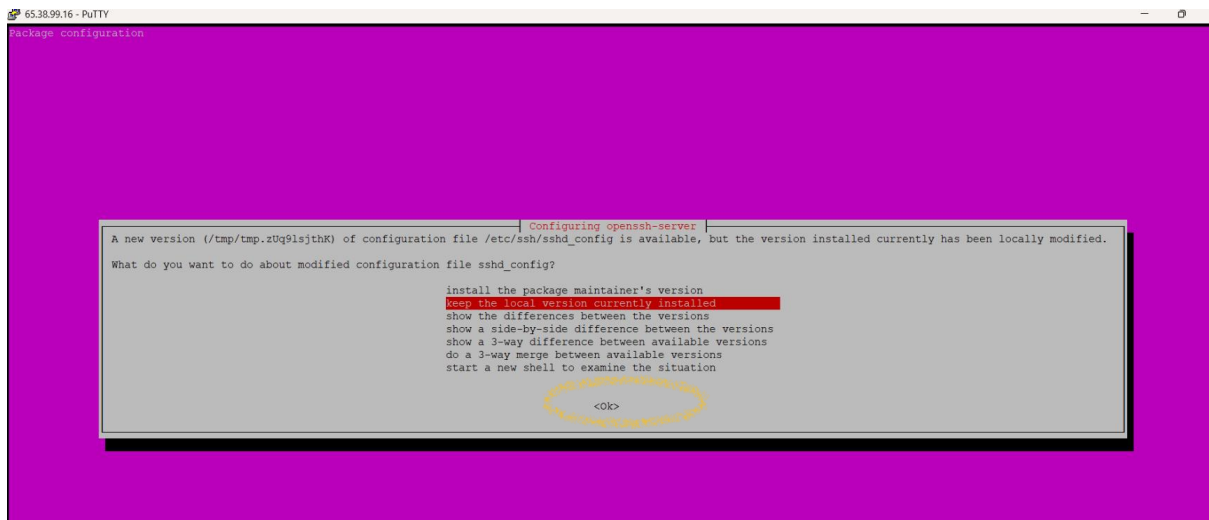 65.38.99.16 - PuTTY
Package configuration
Configuring openssh-server
A new version (/tmp/tmp.zUq9lsjthK) of configuration file /etc/ssh/sshd_config is available, but the version installed currently has been locally modified.
What do you want to do about modified configuration file sshd_config?
install the package maintainer's version
keep the local version currently installed
show the differences between the versions
show a side-by-side difference between the versions
show a 3-way difference between available versions
do a 3-way merge between available versions
start a new shell to examine the situation
<Ok>